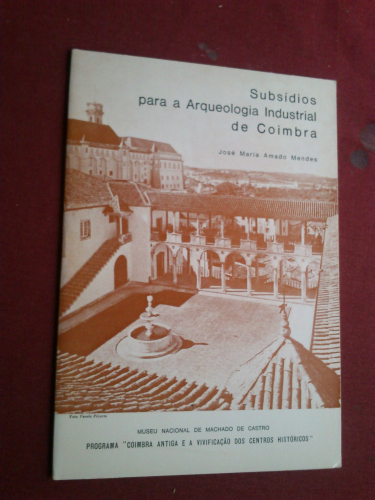 Subsídios
para a Arqueologia Industrial
de Coimbra
José Maria Amado Mendes
MUSEU NACIONAL DE MACHADO DE CASTRO
PROGRAMA "COIMBRA ANTIGA E A VIVIFICAÇÃO DOS CENTROS HISTÓRICOS"